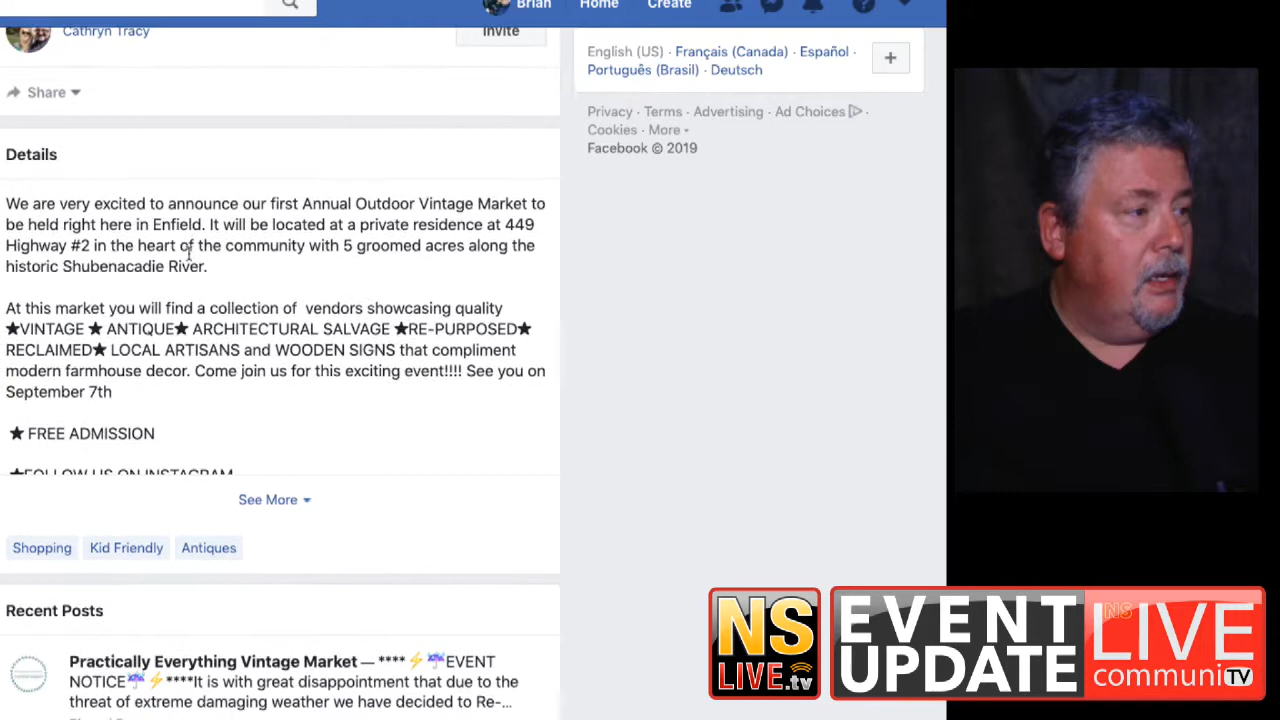 Brian Home Create
Cathryn Tracy Invite
English (US) · Français (Canada) · Español ·
Português (Brasil) · Deutsch
+
Share
Privacy · Terms · Advertising · Ad Choices ·
Cookies · More
Facebook © 2019
Details
We are very excited to announce our first Annual Outdoor Vintage Market to
be held right here in Enfield. It will be located at a private residence at 449
Highway #2 in the heart of the community with 5 groomed acres along the
historic Shubenacadie River.
At this market you will find a collection of vendors showcasing quality
★VINTAGE ★ ANTIQUE★ ARCHITECTURAL SALVAGE ★RE-PURPOSED★
RECLAIMED★ LOCAL ARTISANS and WOODEN SIGNS that compliment
modern farmhouse decor. Come join us for this exciting event!!!! See you on
September 7th
★ FREE ADMISSION
★FOLLOW US ON INSTAGRAM
See More
Shopping Kid Friendly Antiques
Recent Posts
Practically Everything Vintage Market — ****⚡☔EVENT
NOTICE☔⚡****It is with great disappointment that due to the
threat of extreme damaging weather we have decided to Re-...
NS
LIVE.tv
EVENT
UPDATE
NS
LIVE
communiTV